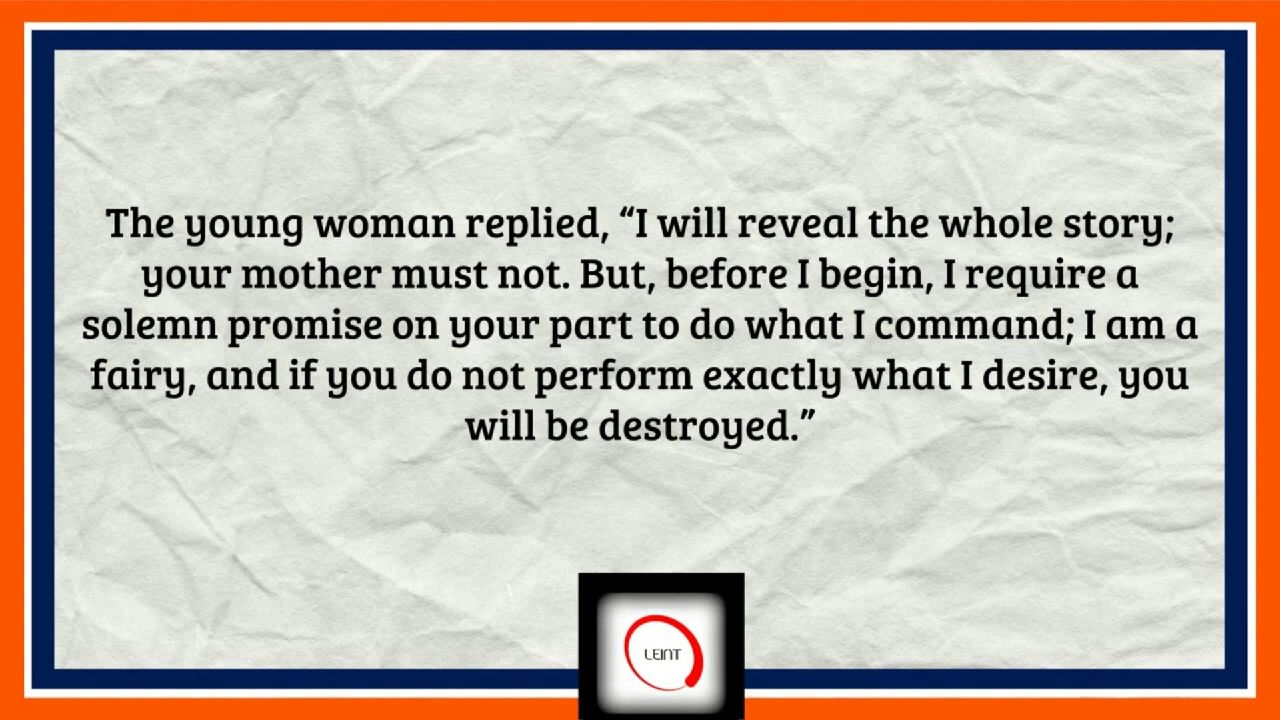 The young woman replied, “I will reveal the whole story;
your mother must not. But, before I begin, I require a
solemn promise on your part to do what I command; I am a
fairy, and if you do not perform exactly what I desire, you
will be destroyed.”
LEINT